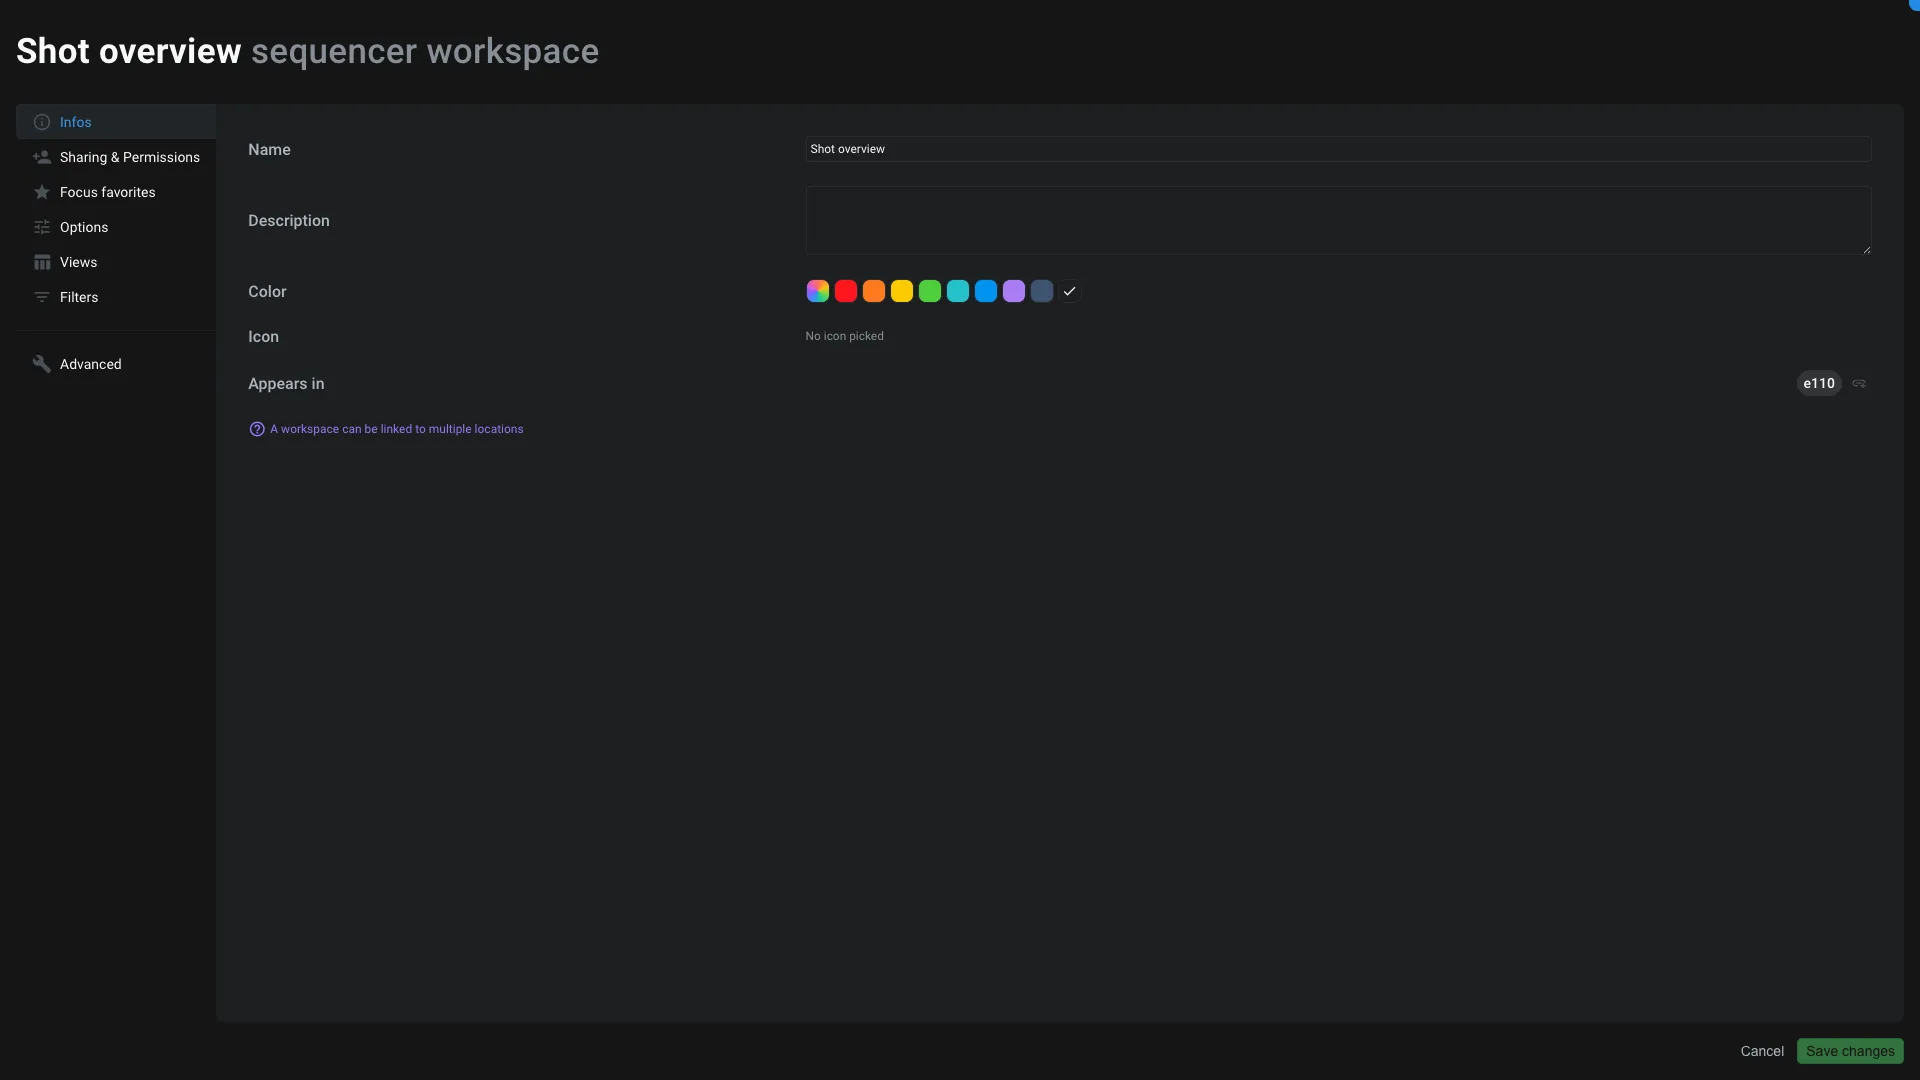 Shot overview sequencer workspace
Infos
Sharing & Permissions
Focus favorites
Options
Views
Filters
Advanced
Name
Shot overview
Description
Color
Icon
No icon picked
Appears in
e110
A workspace can be linked to multiple locations
Cancel
Save changes